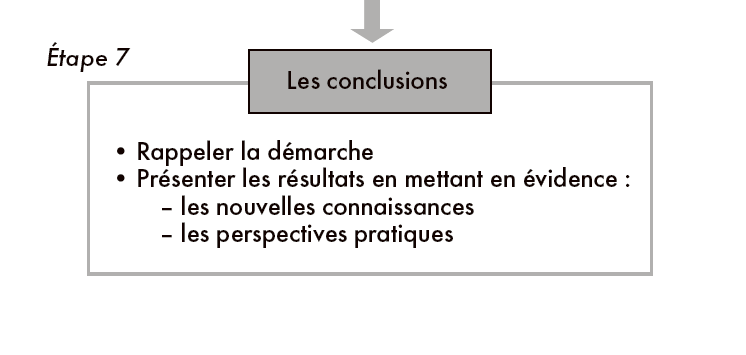 Étape 7
Les conclusions
• Rappeler la démarche
• Présenter les résultats en mettant en évidence :
– les nouvelles connaissances
– les perspectives pratiques